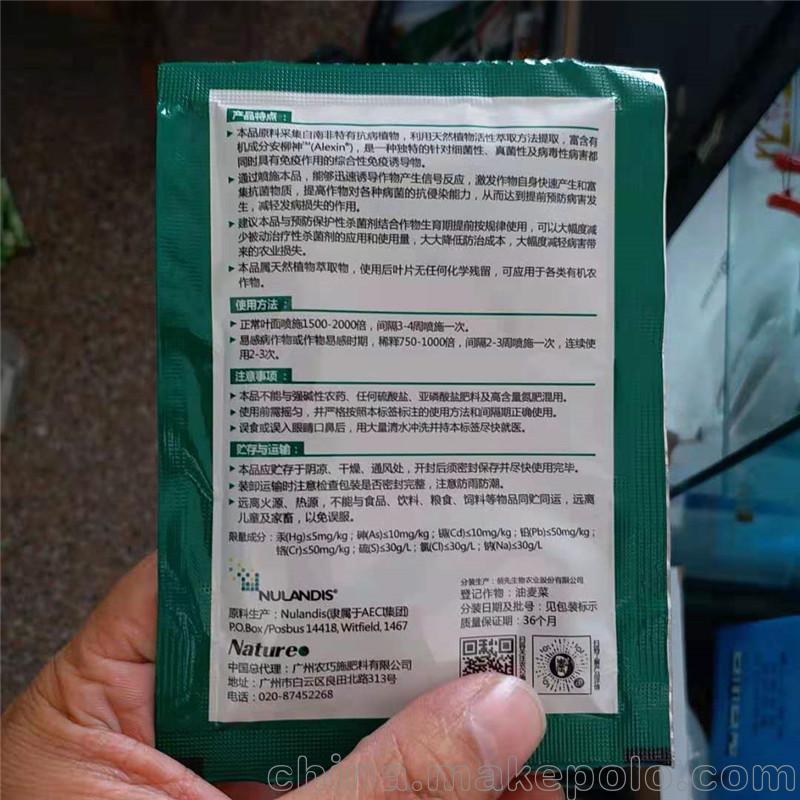 产品特点：
本品原料采集自南非特有抗病植物，利用天然植物活性萃取方法提取，富含有
机成分安柳神™(Alexin®)，是一种独特的针对细菌性、真菌性及病毒性病害都
同时具有免疫作用的综合性免疫诱导物。
通过喷施本品，能够迅速诱导作物产生信号反应，激发作物自身快速产生和富
集抗菌物质，提高作物对各种病菌的抗侵染能力，从而达到提前预防病害发
生，减轻发病损失的作用。
建议本品与预防保护性杀菌剂结合作物生育期提前按规律使用，可以大幅度减
少被动治疗性杀菌剂的应用和使用量，大大降低防治成本，大幅度减轻病害带
来的农业损失。
本品属天然植物萃取物，使用后叶片无任何化学残留，可应用于各类有机农
作物。
使用方法：
正常叶面喷施1500-2000倍，间隔3-4周喷施一次。
易感病作物或作物易感时期，稀释750-1000倍，间隔2-3周喷施一次，连续使
用2-3次。
注意事项：
本品不能与强碱性农药、任何硫酸盐、亚磷酸盐肥料及高含量氮肥混用。
使用前需摇匀，并严格按照本标签标注的使用方法和间隔期正确使用。
误食或误入眼睛口鼻后，用大量清水冲洗并持本标签尽快就医。
贮存与运输：
本品应贮存于阴凉、干燥、通风处，开封后须密封保存并尽快使用完毕。
装卸运输时注意检查包装是否密封完整，注意防雨防潮。
远离火源、热源，不能与食品、饮料、粮食、饲料等物品同贮同运，远离
儿童及家畜，以免误服。
限量成分：汞(Hg)≤5mg/kg；砷(As)≤10mg/kg；镉(Cd)≤10mg/kg；铅(Pb)≤50mg/kg；
铬(Cr)≤50mg/kg；硫(S)≤30g/L；氯(Cl)≤30g/L；钠(Na)≤30g/L
NULANDIS®
原料生产：Nulandis(隶属于AECI集团)
P.O.Box /Posbus 14418, Witfield, 1467
Nature
中国总代理：广州农巧施肥料有限公司
地址：广州市白云区良田北路313号
电话：020-87452268
分装生产：领先生物农业股份有限公司
登记作物：油麦菜
分装日期及批号：见包装标示
质量保证期：36个月
china.makepolo.com